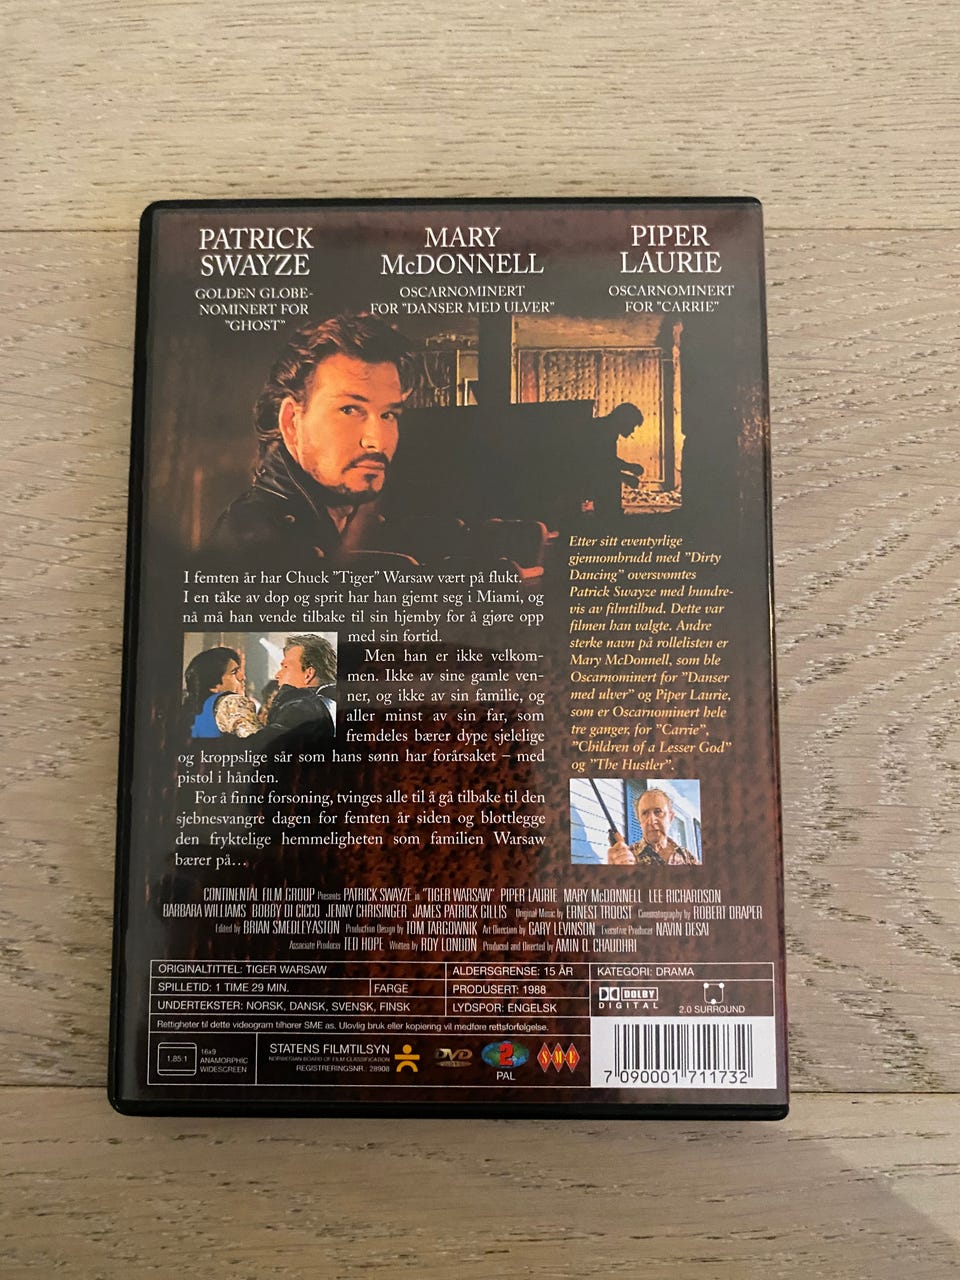 PATRICK
SWAYZE
GOLDEN GLOBE-
NOMINERT FOR
"GHOST"
MARY
McDONNELL
OSCARNOMINERT
FOR "DANSER MED ULVER"
PIPER
LAURIE
OSCARNOMINERT
FOR "CARRIE"
I femten år har Chuck "Tiger" Warsaw vært på flukt.
I en tåke av dop og sprit har han gjemt seg i Miami, og
nå må han vende tilbake til sin hjemby for å gjøre opp
med sin fortid.
Men han er ikke velkom-
men. Ikke av sine gamle ven-
ner, og ikke av sin familie, og
aller minst av sin far, som
fremdeles bærer dype sjelelige
og kroppslige sår som hans sønn har forårsaket – med
pistol i hånden.
For å finne forsoning, tvinges alle til å gå tilbake til den
sjebnesvangre dagen for femten år siden og blottlegge
den fryktelige hemmeligheten som familien Warsaw
bærer på…
Etter sitt eventyrlige
gjennombrudd med "Dirty
Dancing" oversvømtes
Patrick Swayze med hundre-
vis av filmtilbud. Dette var
filmen han valgte. Andre
sterke navn på rollelisten er
Mary McDonnell, som ble
Oscarnominert for "Danser
med ulver" og Piper Laurie,
som er Oscarnominert hele
tre ganger, for "Carrie",
"Children of a Lesser God"
og "The Hustler".
CONTINENTAL FILM GROUP Presents PATRICK SWAYZE in "TIGER WARSAW" PIPER LAURIE MARY McDONNELL LEE RICHARDSON
BARBARA WILLIAMS BOBBY DI CICCO JENNY CHRISINGER JAMES PATRICK GILLIS Original Music by ERNEST TROOST Cinematography by ROBERT DRAPER
Edited by BRIAN SMEDLEY-ASTON Production Design by TOM TARGOWNIK Art Direction by GARY LEVINSON Executive Producer NAVIN DESAI
Associate Producer TED HOPE Written by ROY LONDON Produced and Directed by AMIN Q. CHAUDHRI
ORIGINALTITTEL: TIGER WARSAW
ALDERSGRENSE: 15 ÅR
KATEGORI: DRAMA
SPILLETID: 1 TIME 29 MIN.
FARGE
PRODUSERT: 1988
UNDERTEKSTER: NORSK, DANSK, SVENSK, FINSK
LYDSPOR: ENGELSK
DOLBY
DIGITAL
2.0 SURROUND
Rettigheter til dette videogram tilhører SME as. Ulovlig bruk eller kopiering vil medføre rettsforfølgelse.
1.85:1
16x9
ANAMORPHIC
WIDESCREEN
STATENS FILMTILSYN
NORWEGIAN BOARD OF FILM CLASSIFICATION
REGISTRERINGSNR.: 28908
DVD
2
PAL
SME
7 090001 711732